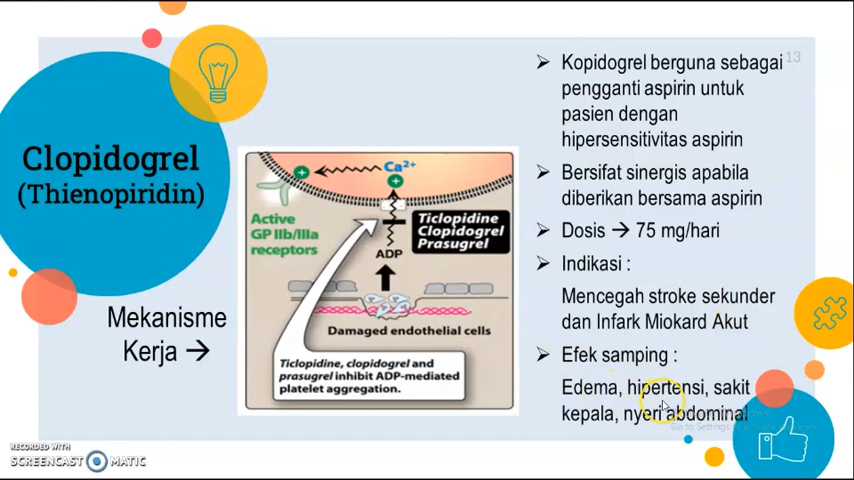 13
Clopidogrel
(Thienopiridin)
Mekanisme
Kerja →
Ca2+
Active
GP IIb/IIIa
receptors
Ticlopidine
Clopidogrel
Prasugrel
ADP
Damaged endothelial cells
Ticlopidine, clopidogrel and
prasugrel inhibit ADP-mediated
platelet aggregation.
Kopidogrel berguna sebagai
pengganti aspirin untuk
pasien dengan
hipersensitivitas aspirin
Bersifat sinergis apabila
diberikan bersama aspirin
Dosis → 75 mg/hari
Indikasi :
Mencegah stroke sekunder
dan Infark Miokard Akut
Efek samping :
Edema, hipertensi, sakit
kepala, nyeri abdominal
Go to Settings
RECORDED WITH
SCREENCAST MATIC